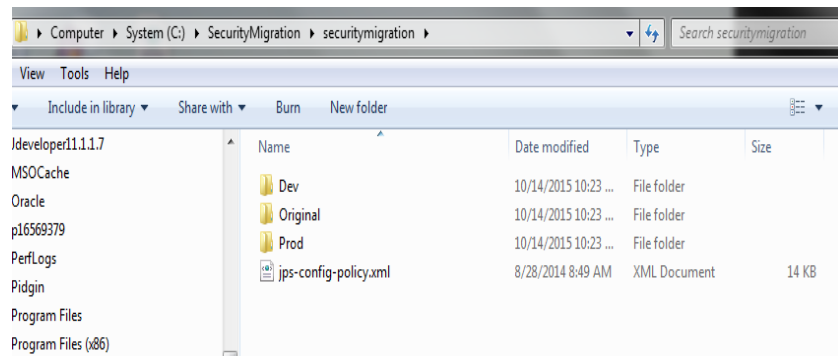 Computer System (C:) SecurityMigration securitymigration Search securitymigration
View Tools Help
Include in library Share with Burn New folder
Jdeveloper11.1.1.7
MSOCache
Oracle
p16569379
PerfLogs
Pidgin
Program Files
Program Files (x86)
Name Date modified Type Size
Dev 10/14/2015 10:23 ... File folder
Original 10/14/2015 10:23 ... File folder
Prod 10/14/2015 10:23 ... File folder
jps-config-policy.xml 8/28/2014 8:49 AM XML Document 14 KB